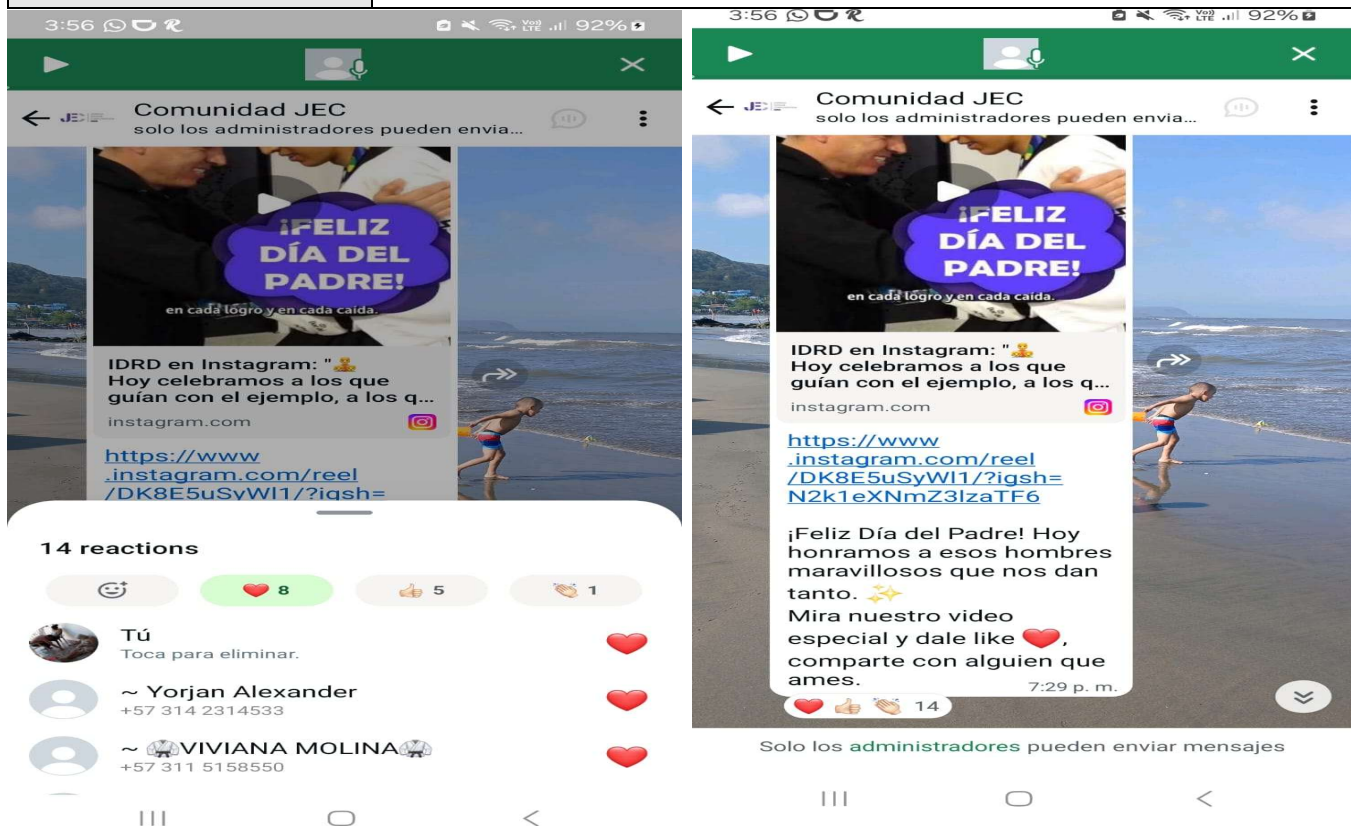 3:56
Vo))
LTE
92%
Comunidad JEC
solo los administradores pueden envia...
¡FELIZ
DÍA DEL
PADRE!
en cada logro y en cada caída.
IDRD en Instagram: "🧘
Hoy celebramos a los que
guían con el ejemplo, a los q...
instagram.com
https://www
.instagram.com/reel
/DK8E5uSyWl1/?igsh=
14 reactions
❤️ 8
👍🏻 5
👏🏻 1
Tú
Toca para eliminar.
~ Yorjan Alexander
+57 314 2314533
~ 🥋VIVIANA MOLINA🥋
+57 311 5158550
3:56
Vo))
LTE
92%
Comunidad JEC
solo los administradores pueden envia...
¡FELIZ
DÍA DEL
PADRE!
en cada logro y en cada caída.
IDRD en Instagram: "🧘
Hoy celebramos a los que
guían con el ejemplo, a los q...
instagram.com
https://www
.instagram.com/reel
/DK8E5uSyWl1/?igsh=
N2k1eXNmZ3lzaTF6
¡Feliz Día del Padre! Hoy
honramos a esos hombres
maravillosos que nos dan
tanto. ✨
Mira nuestro video
especial y dale like ❤️,
comparte con alguien que
ames.
7:29 p. m.
❤️ 👍🏻 👏🏻 14
Solo los administradores pueden enviar mensajes